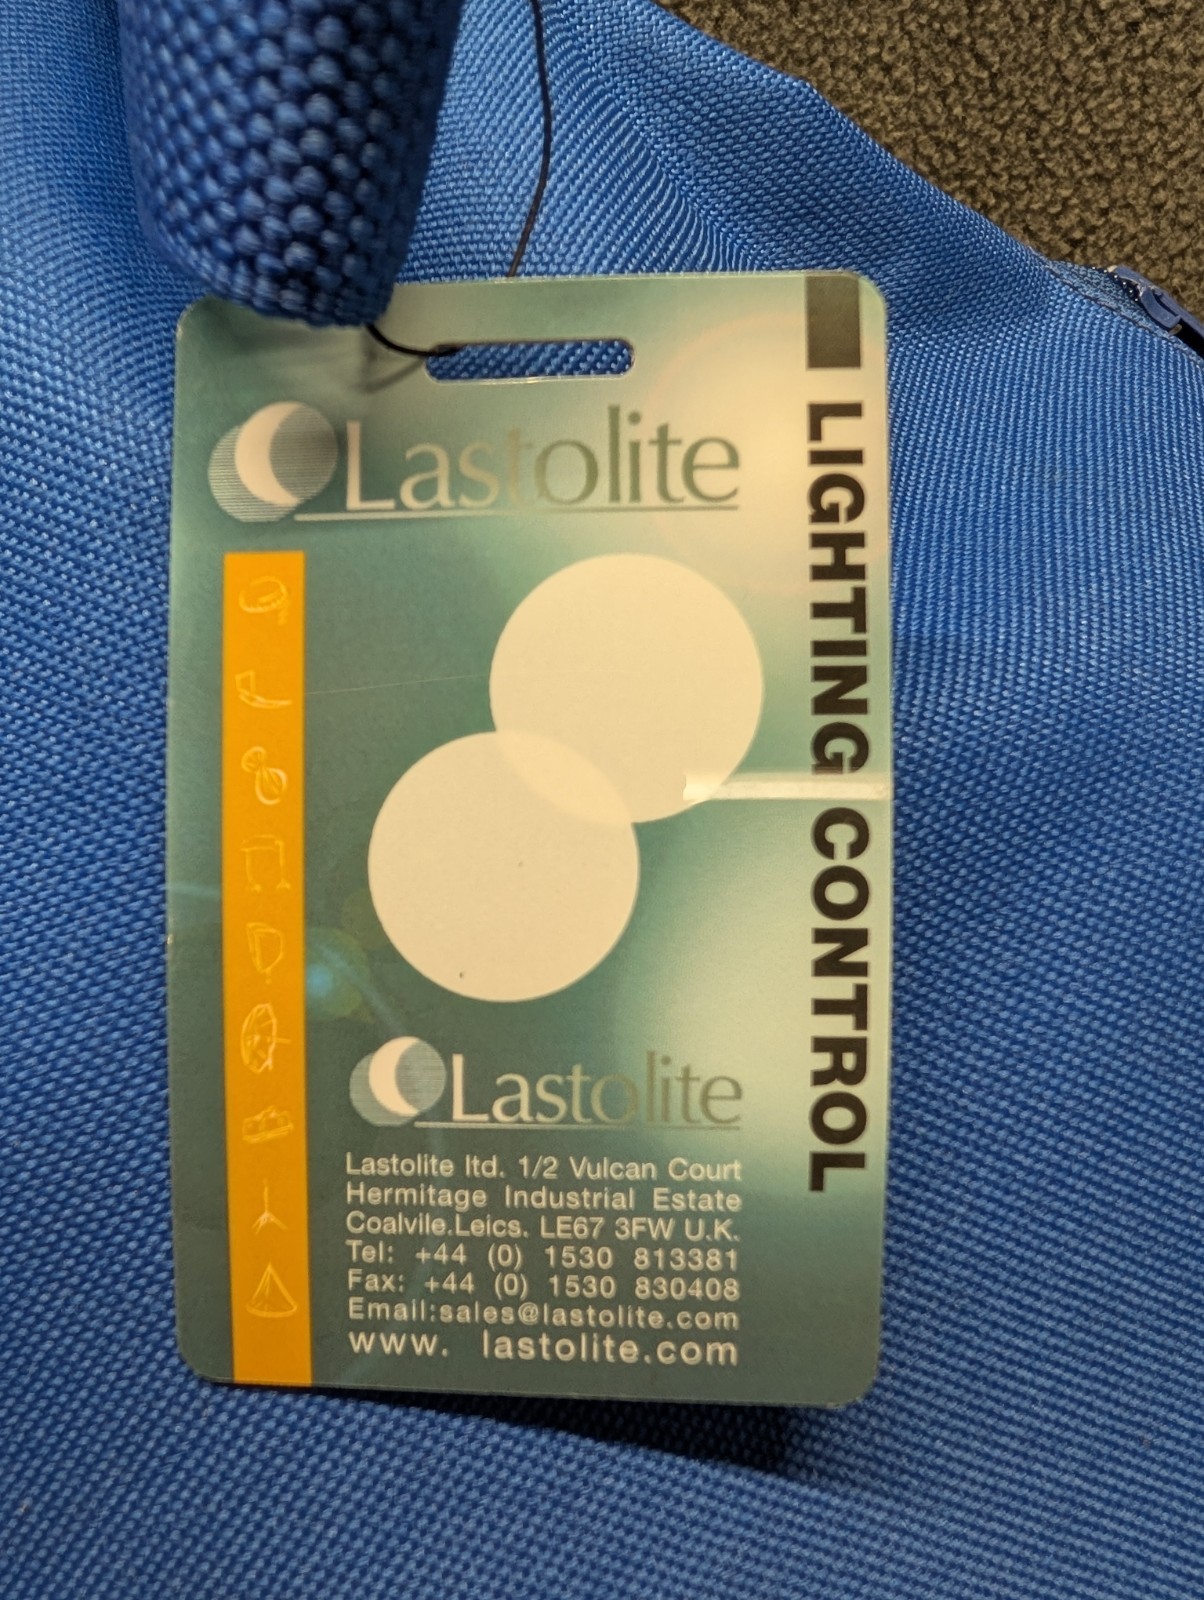 Lastolite
LIGHTING CONTROL
Lastolite
Lastolite ltd. 1/2 Vulcan Court
Hermitage Industrial Estate
Coalvile.Leics. LE67 3FW U.K.
Tel: +44 (0) 1530 813381
Fax: +44 (0) 1530 830408
Email:sales@lastolite.com
www. lastolite.com